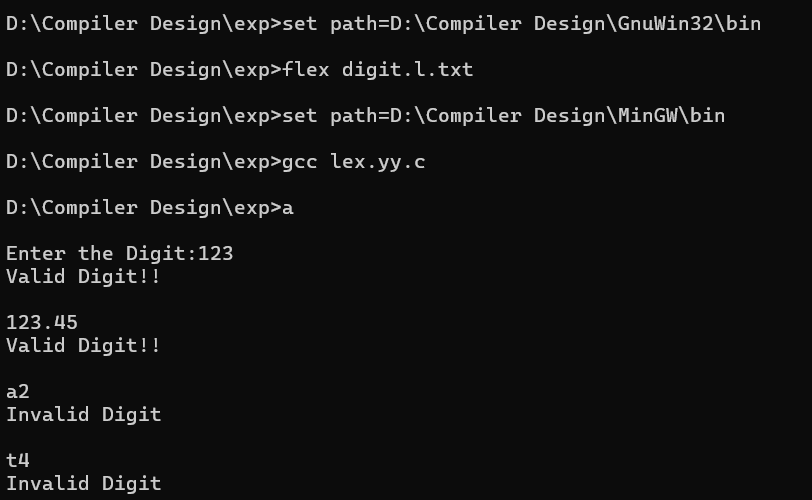 D:\Compiler Design\exp>set path=D:\Compiler Design\GnuWin32\bin
D:\Compiler Design\exp>flex digit.l.txt
D:\Compiler Design\exp>set path=D:\Compiler Design\MinGW\bin
D:\Compiler Design\exp>gcc lex.yy.c
D:\Compiler Design\exp>a
Enter the Digit:123
Valid Digit!!
123.45
Valid Digit!!
a2
Invalid Digit
t4
Invalid Digit